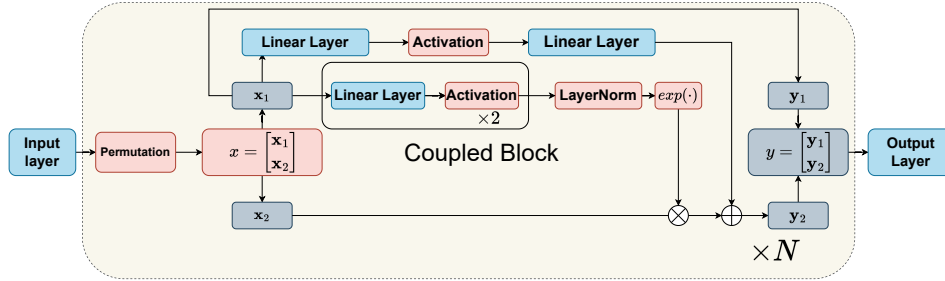 Linear Layer
Activation
Linear Layer
x₁
Linear Layer
Activation
×2
LayerNorm
exp(·)
y₁
Input
layer
Permutation
x = [x₁
x₂]
Coupled Block
y = [y₁
y₂]
Output
Layer
x₂
y₂
×N